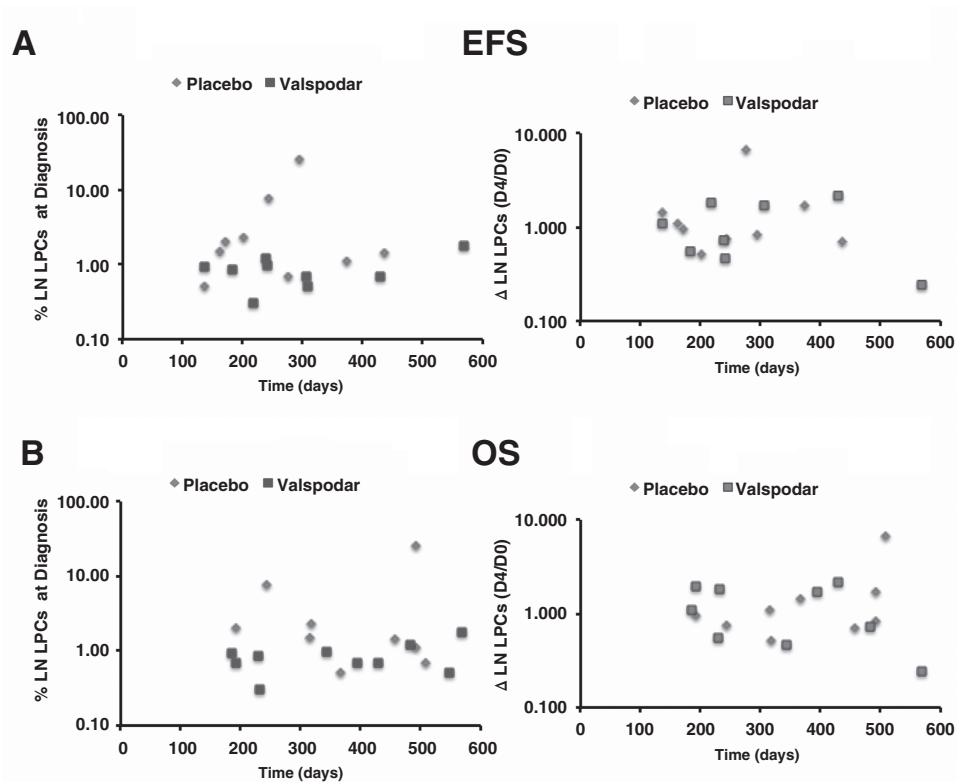 A
EFS
Placebo Valspodar
% LN LPCs at Diagnosis
100.00
10.00
1.00
0.10
0 100 200 300 400 500 600
Time (days)
Placebo Valspodar
Δ LN LPCs (D4/D0)
10.000
1.000
0.100
0 100 200 300 400 500 600
Time (days)
B
OS
Placebo Valspodar
% LN LPCs at Diagnosis
100.00
10.00
1.00
0.10
0 100 200 300 400 500 600
Time (days)
Placebo Valspodar
Δ LN LPCs (D4/D0)
10.000
1.000
0.100
0 100 200 300 400 500 600
Time (days)